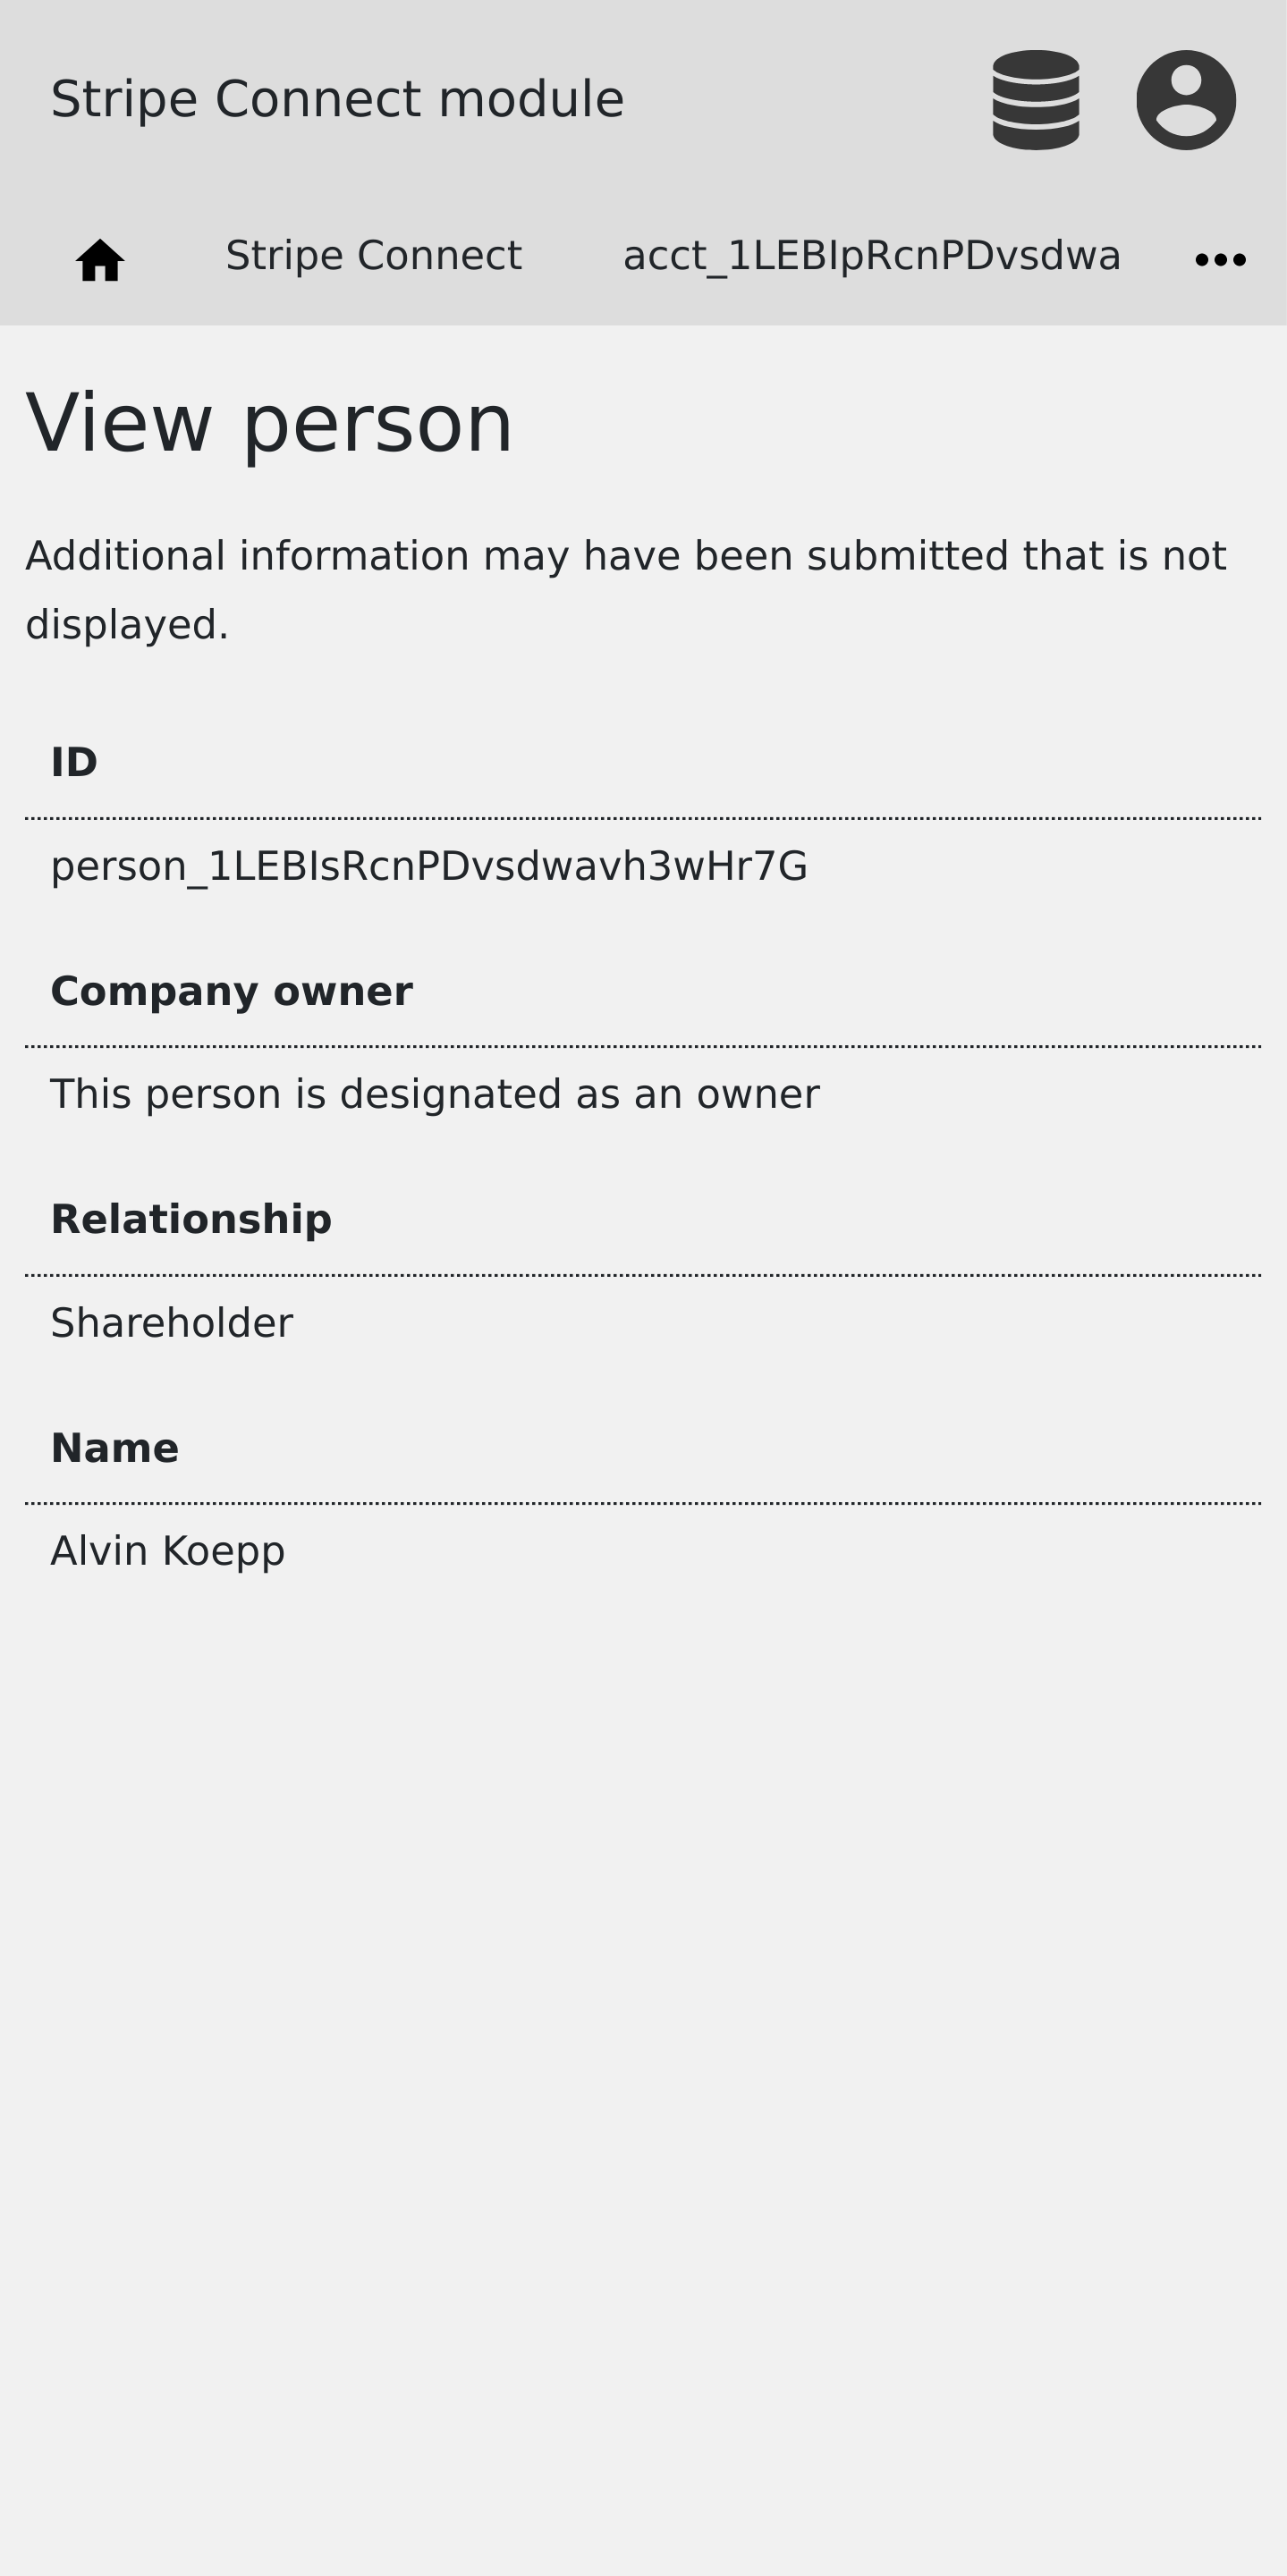 Stripe Connect module
Stripe Connect acct_1LEBIpRcnPDvsdwa
View person
Additional information may have been submitted that is not
displayed.
ID
person_1LEBIsRcnPDvsdwavh3wHr7G
Company owner
This person is designated as an owner
Relationship
Shareholder
Name
Alvin Koepp